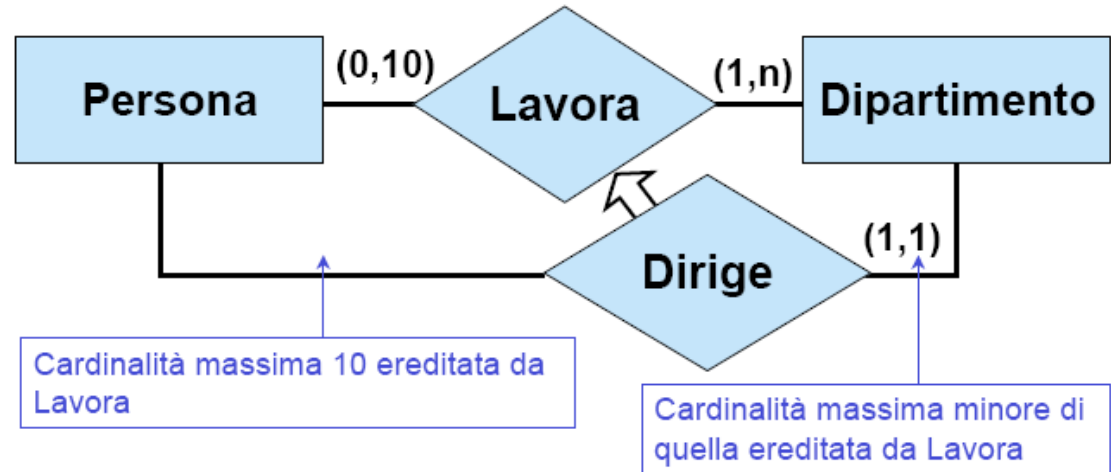 (0,10)
(1,n)
Persona
Lavora
Dipartimento
(1,1)
Dirige
Cardinalità massima 10 ereditata da
Lavora
Cardinalità massima minore di
quella ereditata da Lavora